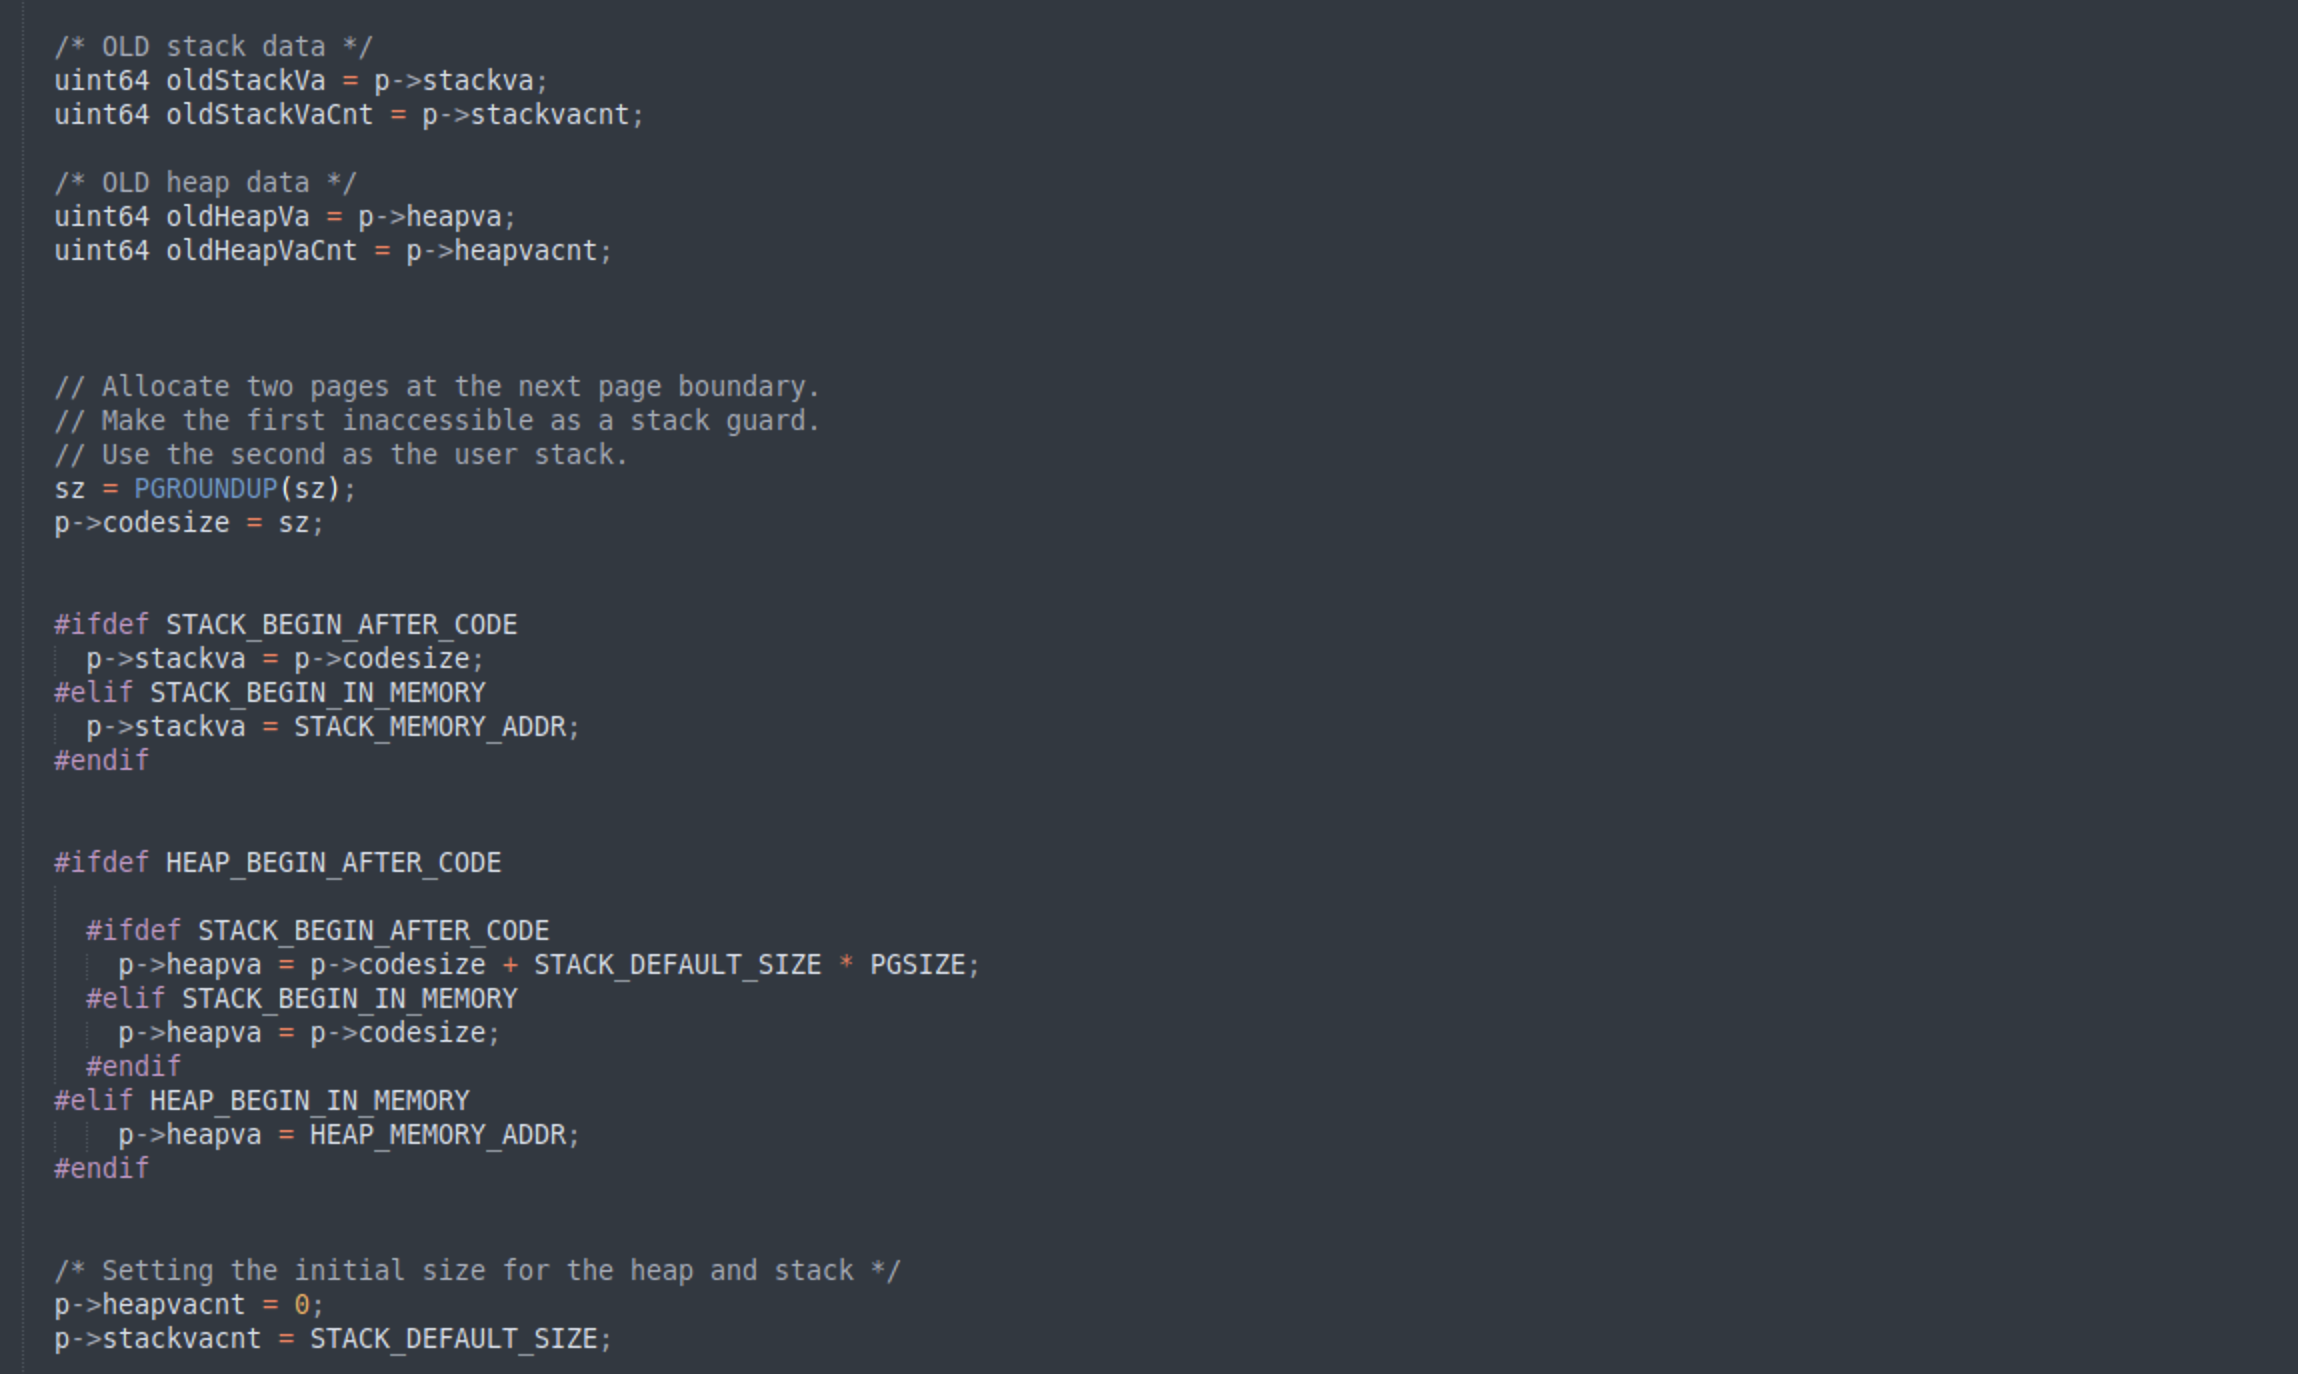 /* OLD stack data */
uint64 oldStackVa = p->stackva;
uint64 oldStackVaCnt = p->stackvacnt;
/* OLD heap data */
uint64 oldHeapVa = p->heapva;
uint64 oldHeapVaCnt = p->heapvacnt;
// Allocate two pages at the next page boundary.
// Make the first inaccessible as a stack guard.
// Use the second as the user stack.
sz = PGROUNDUP(sz);
p->codesize = sz;
#ifdef STACK_BEGIN_AFTER_CODE
p->stackva = p->codesize;
#elif STACK_BEGIN_IN_MEMORY
p->stackva = STACK_MEMORY_ADDR;
#endif
#ifdef HEAP_BEGIN_AFTER_CODE
#ifdef STACK_BEGIN_AFTER_CODE
p->heapva = p->codesize + STACK_DEFAULT_SIZE * PGSIZE;
#elif STACK_BEGIN_IN_MEMORY
p->heapva = p->codesize;
#endif
#elif HEAP_BEGIN_IN_MEMORY
p->heapva = HEAP_MEMORY_ADDR;
#endif
/* Setting the initial size for the heap and stack */
p->heapvacnt = 0;
p->stackvacnt = STACK_DEFAULT_SIZE;